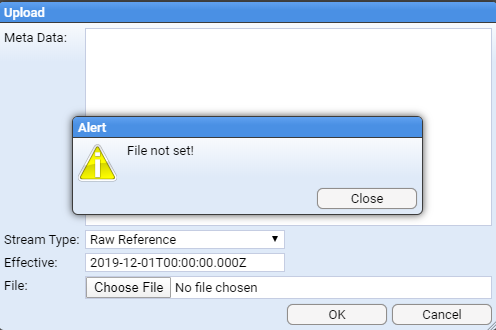 Upload
Meta Data:
Alert
File not set!
Close
Stream Type: Raw Reference
Effective: 2019-12-01T00:00:00.000Z
File: Choose File No file chosen
OK Cancel